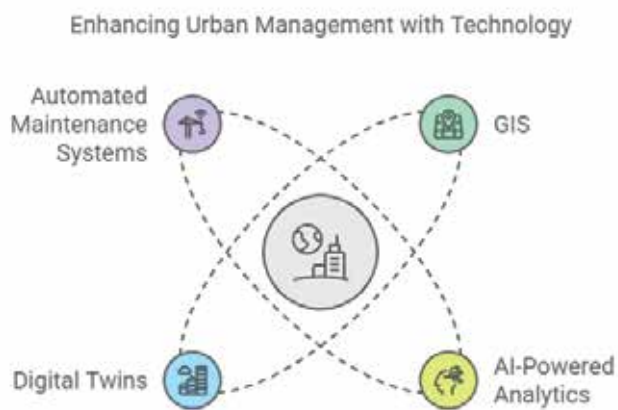 Enhancing Urban Management with Technology
Automated
Maintenance
Systems
GIS
Digital Twins
AI-Powered
Analytics